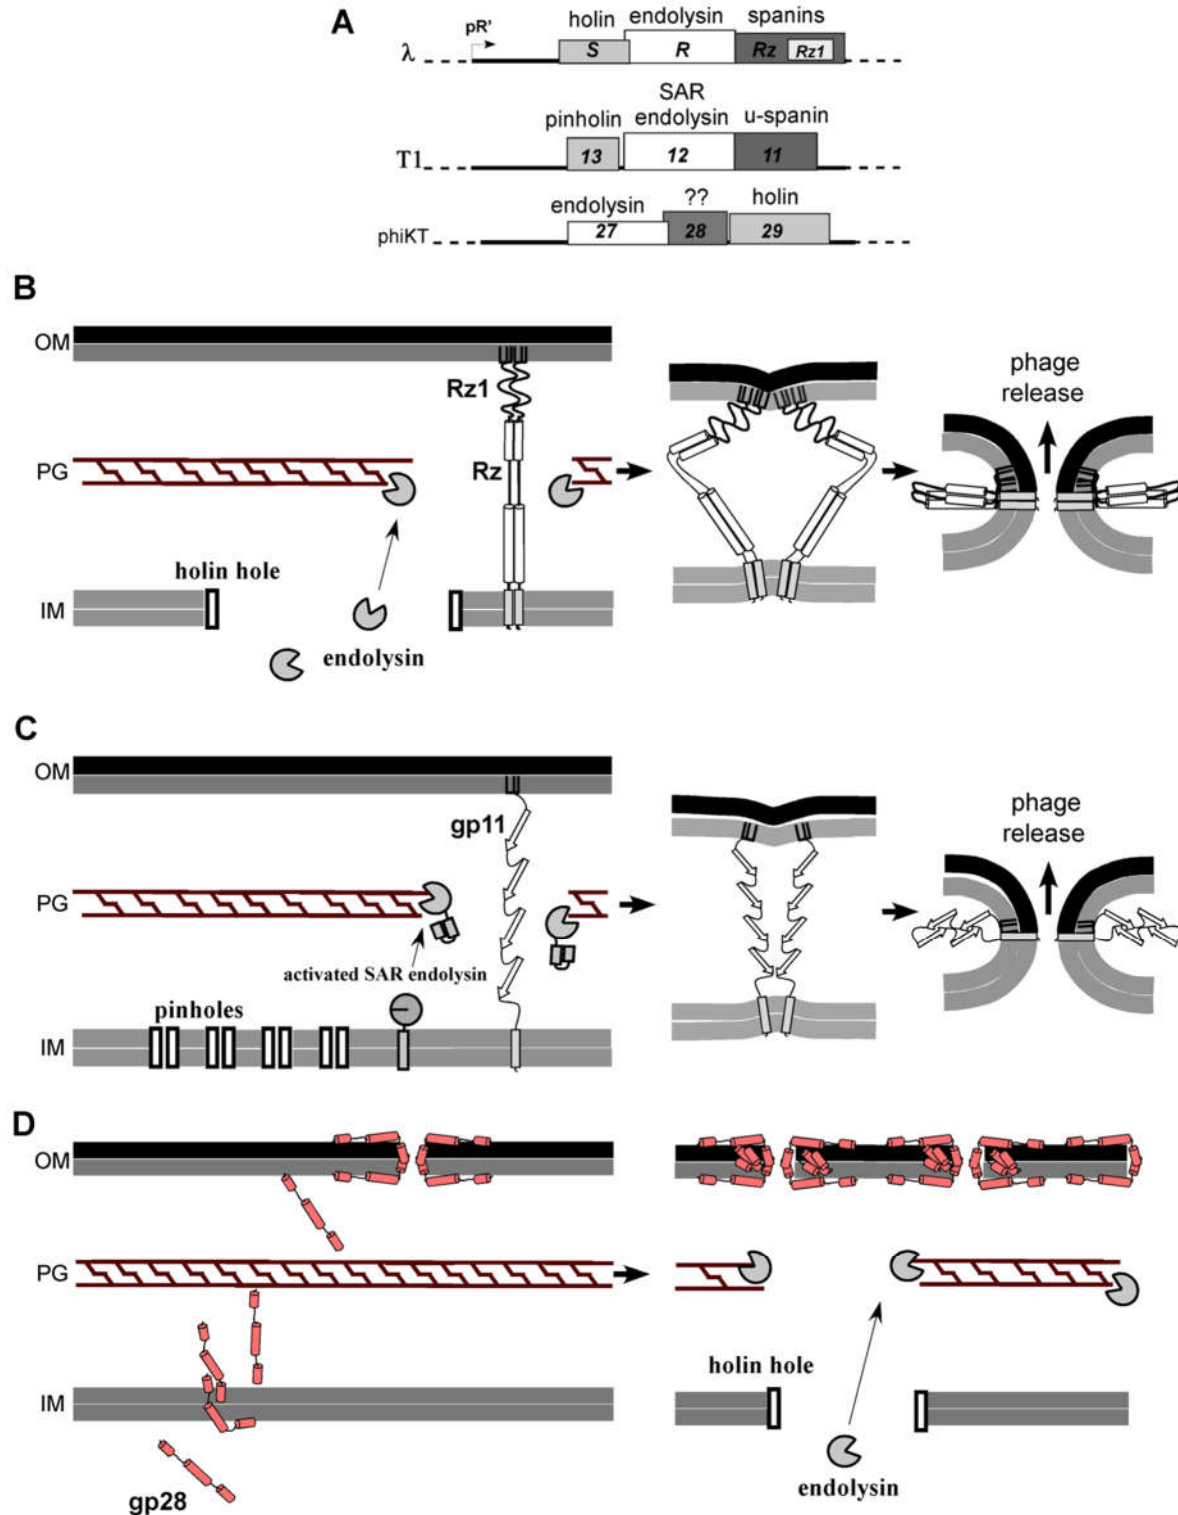 A
holin endolysin spanins
pR'
λ S R Rz Rz1
SAR
pinholin endolysin u-spanin
T1 13 12 11
endolysin ?? holin
phiKT 27 28 29
B
OM
Rz1
phage
release
PG
Rz
holin hole
IM
endolysin
C
OM
gp11
phage
release
PG
activated SAR endolysin
pinholes
IM
D
OM
PG
holin hole
IM
endolysin
gp28